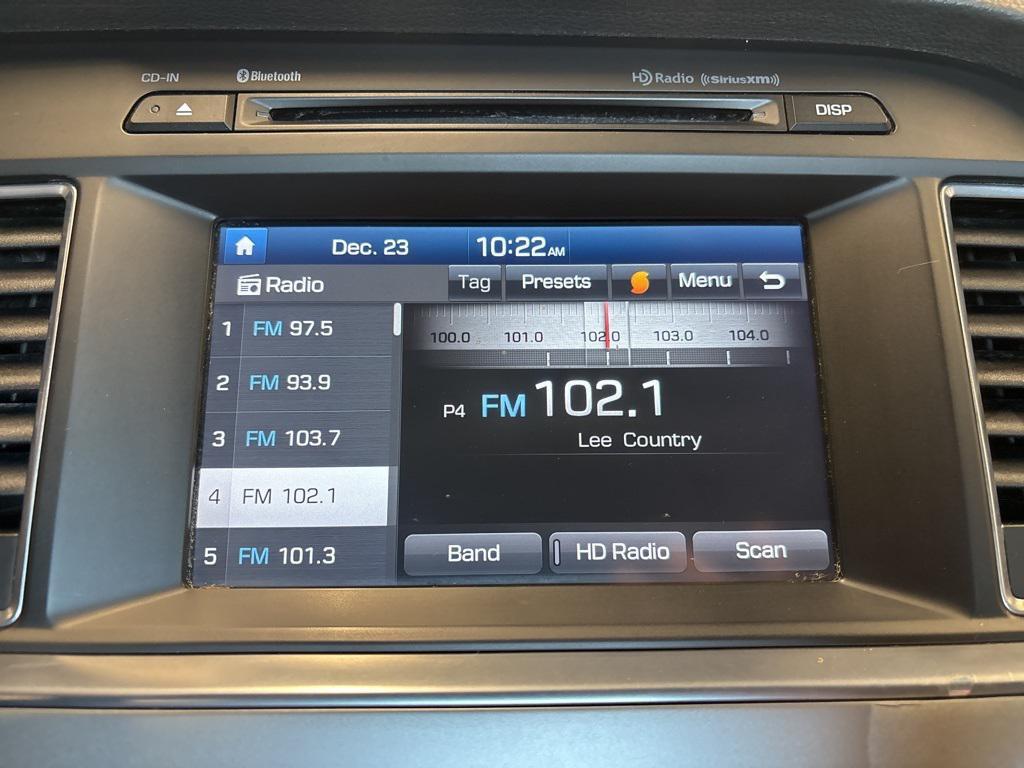 CD-IN
Bluetooth
HD Radio ((SiriusXM))
DISP
Dec. 23 10:22 AM
Radio Tag Presets Menu
1 FM 97.5
2 FM 93.9
3 FM 103.7
4 FM 102.1
5 FM 101.3
100.0 101.0 102.0 103.0 104.0
P4 FM 102.1
Lee Country
Band HD Radio Scan